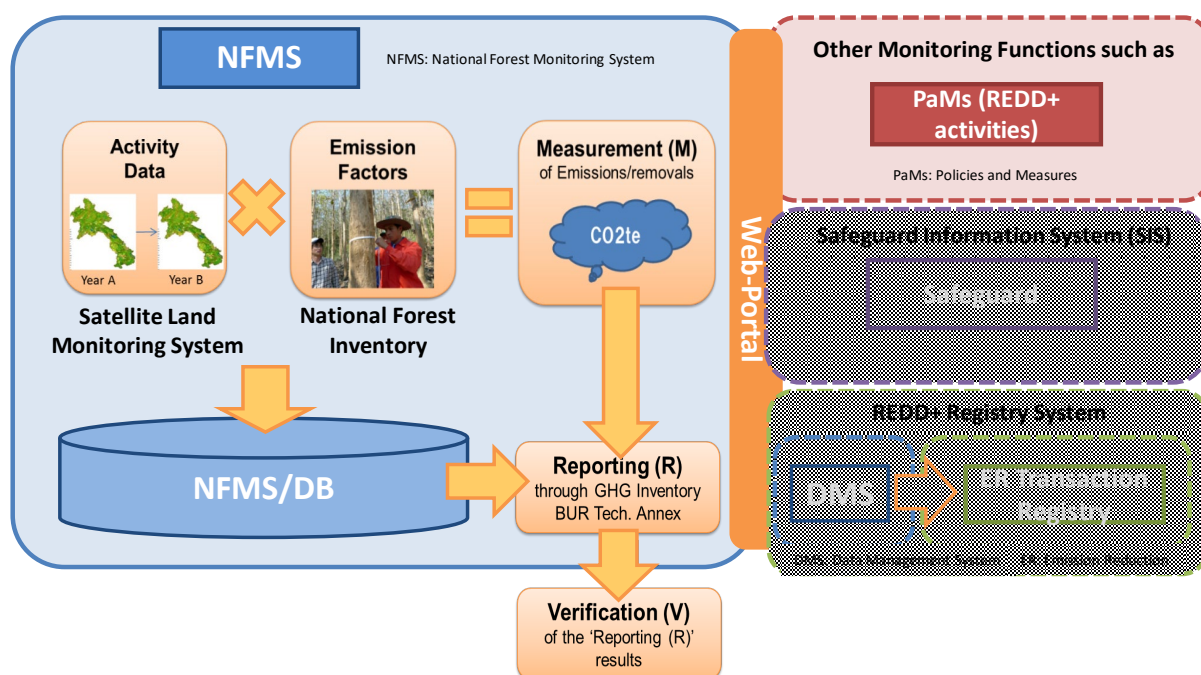 NFMS
NFMS: National Forest Monitoring System
Activity
Data
Year A
Year B
Emission
Factors
Measurement (M)
of Emissions/removals
CO2te
Satellite Land
Monitoring System
National Forest
Inventory
NFMS/DB
Reporting (R)
through GHG Inventory
BUR Tech. Annex
Verification (V)
of the ‘Reporting (R)’
results
Web-Portal
Other Monitoring Functions such as
PaMs (REDD+
activities)
PaMs: Policies and Measures
Safeguard Information System (SIS)
Safeguard
REDD+ Registry System
DMS
ER Transaction
Registry
DMS: Data Management System